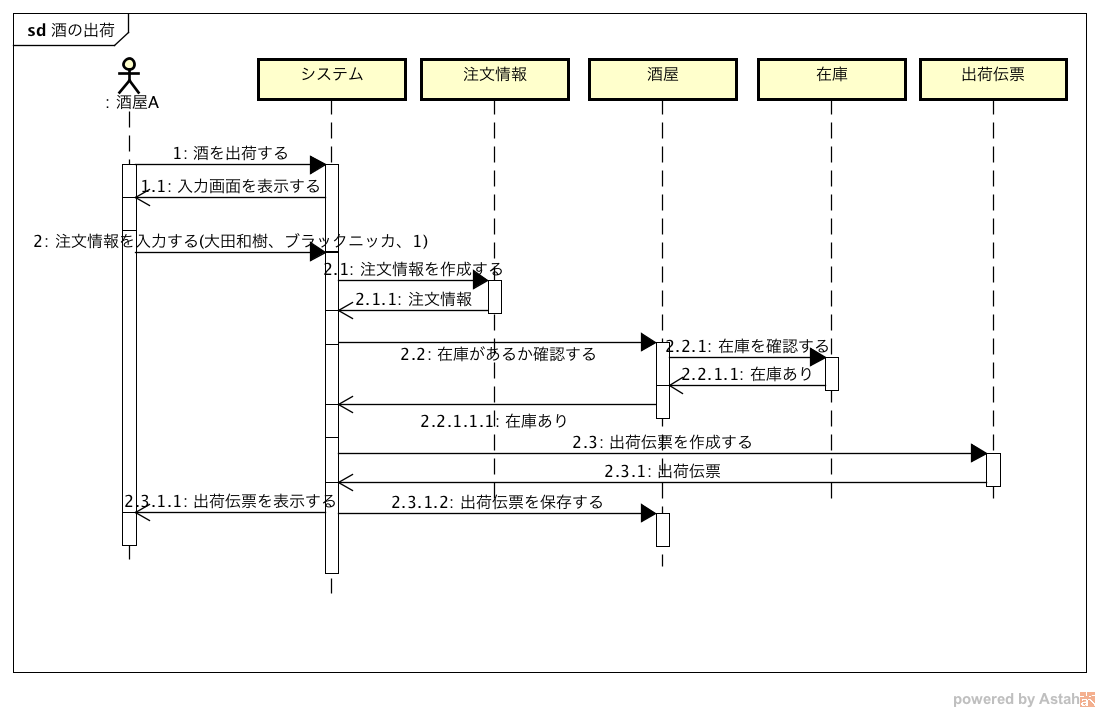 sd 酒の出荷
: 酒屋A
システム
注文情報
酒屋
在庫
出荷伝票
1: 酒を出荷する
1.1: 入力画面を表示する
2: 注文情報を入力する(大田和樹、ブラックニッカ、1)
2.1: 注文情報を作成する
2.1.1: 注文情報
2.2: 在庫があるか確認する
2.2.1: 在庫を確認する
2.2.1.1: 在庫あり
2.2.1.1.1: 在庫あり
2.3: 出荷伝票を作成する
2.3.1: 出荷伝票
2.3.1.1: 出荷伝票を表示する
2.3.1.2: 出荷伝票を保存する
powered by Astah